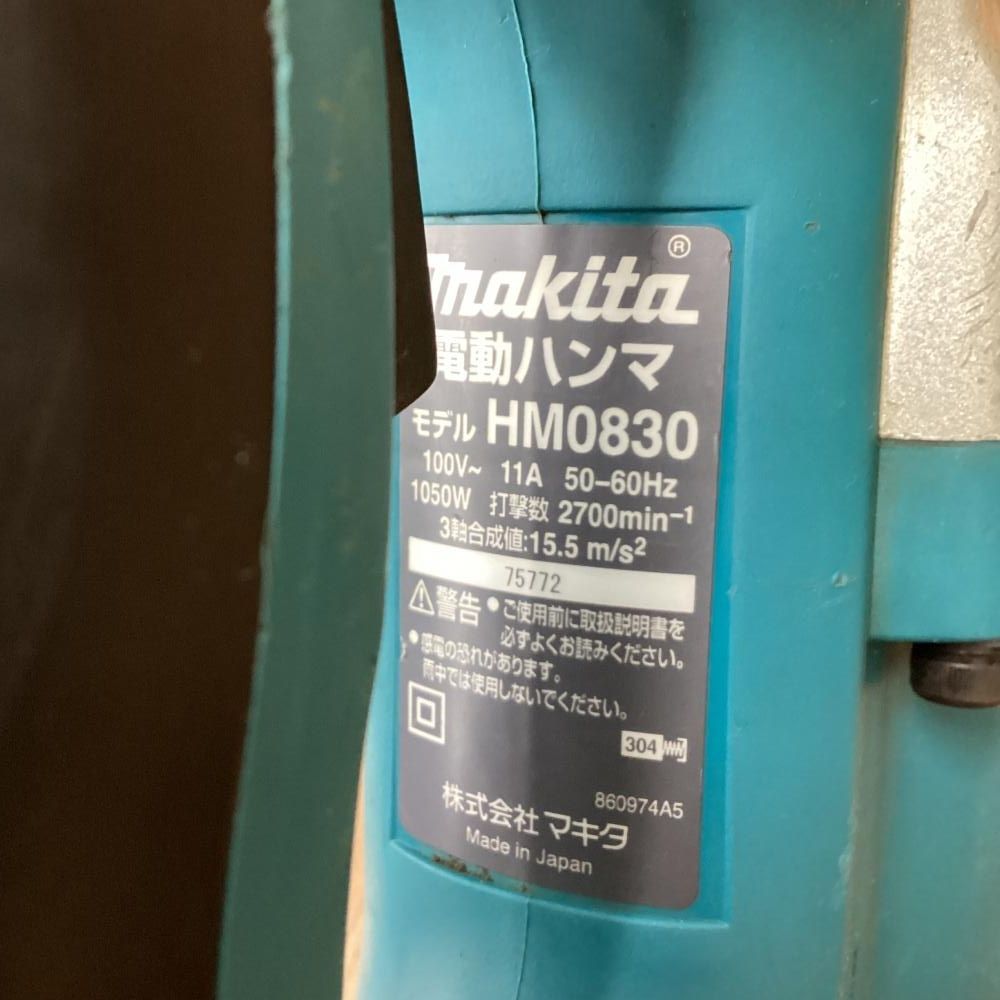 makita ®
電動ハンマ
モデル HM0830
100V~ 11A 50-60Hz
1050W 打撃数 2700min⁻¹
3軸合成値:15.5 m/s²
75772
⚠警告 • ご使用前に取扱説明書を
必ずよくお読みください。
• 感電の恐れがあります。
雨中では使用しないでください。
304
860974A5
株式会社 マキタ
Made in Japan